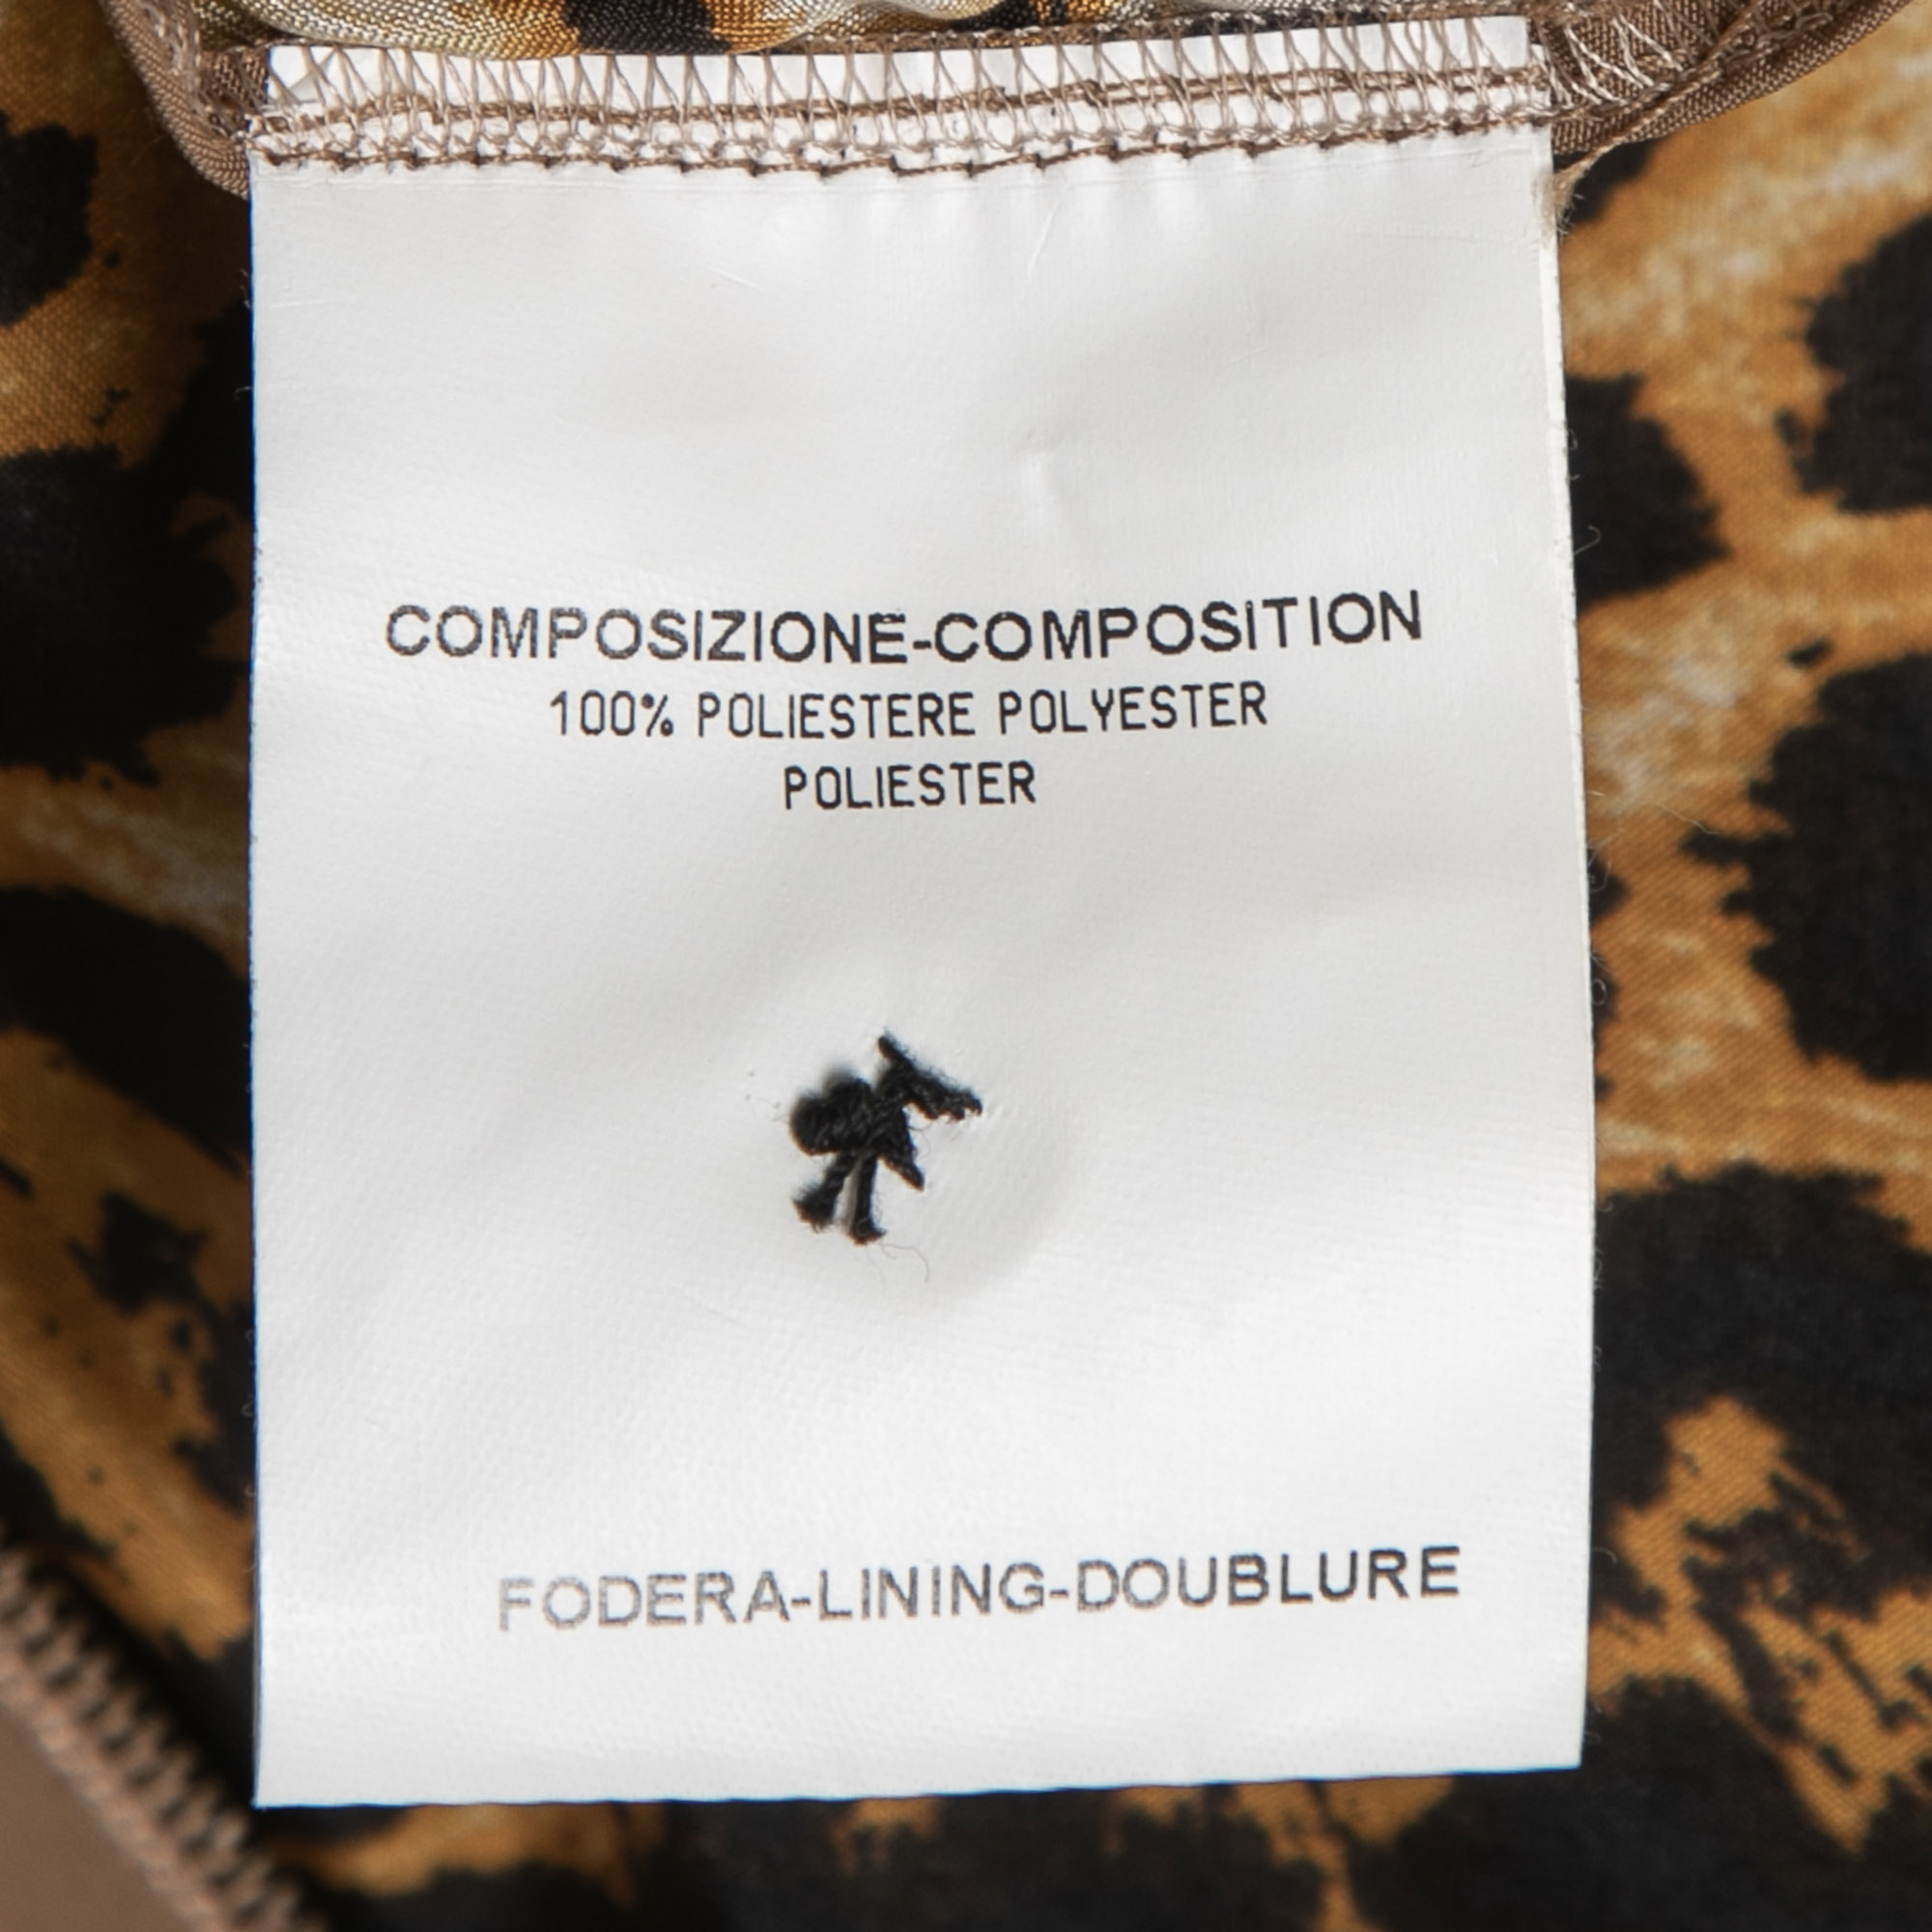 COMPOSIZIONE-COMPOSITION
100% POLIESTERE POLYESTER
POLIESTER
FODERA-LINING-DOUBLURE